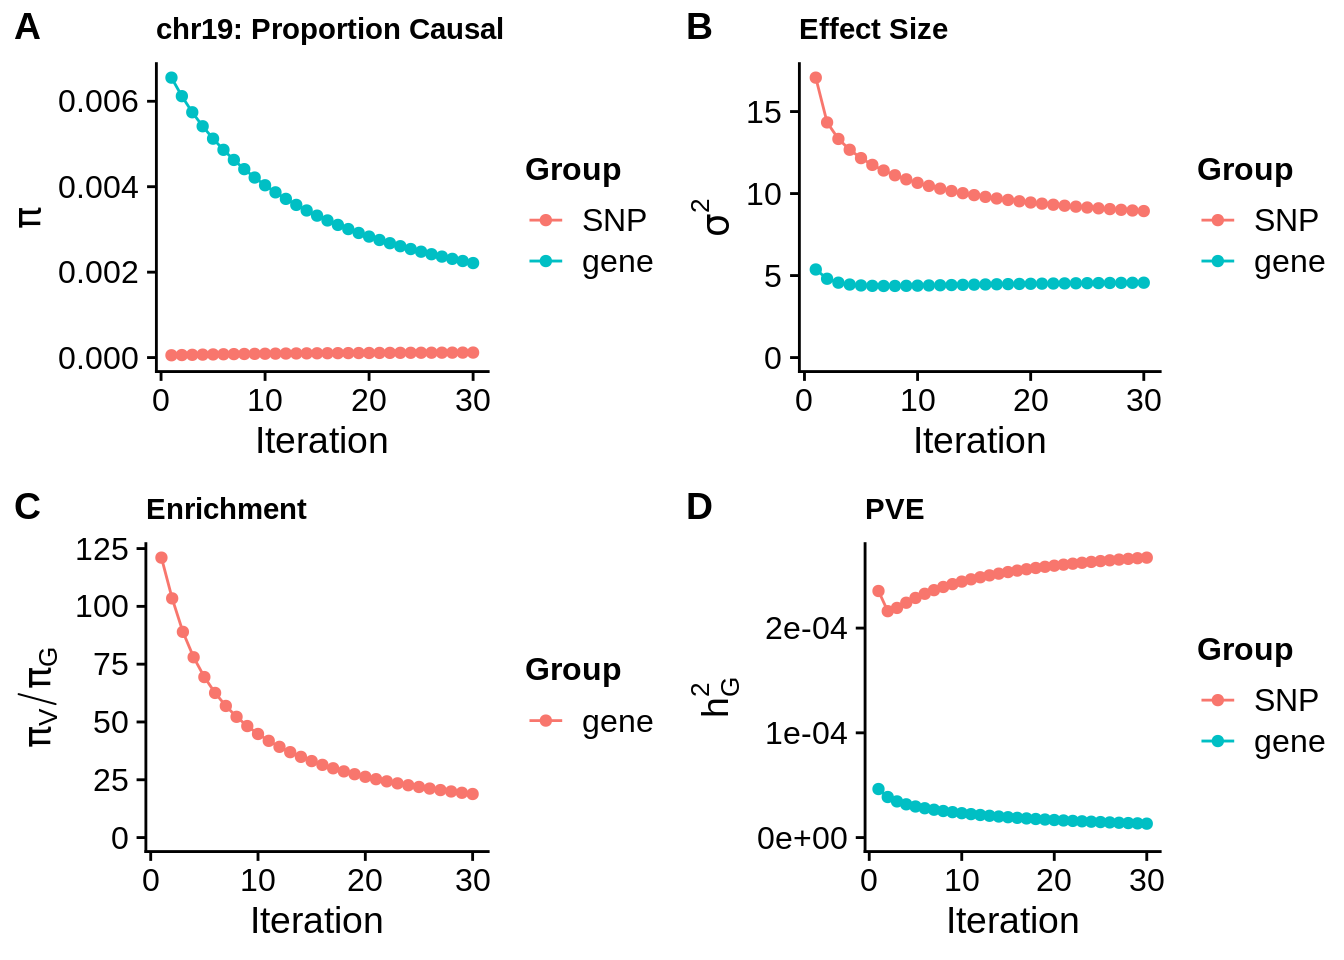 A
chr19: Proportion Causal
0.006
0.004
0.002
0.000
π
0 10 20 30
Iteration
Group
SNP
gene
B
Effect Size
15
10
5
0
σ²
0 10 20 30
Iteration
Group
SNP
gene
C
Enrichment
125
100
75
50
25
0
πV/πG
0 10 20 30
Iteration
Group
gene
D
PVE
2e-04
1e-04
0e+00
h²G
0 10 20 30
Iteration
Group
SNP
gene